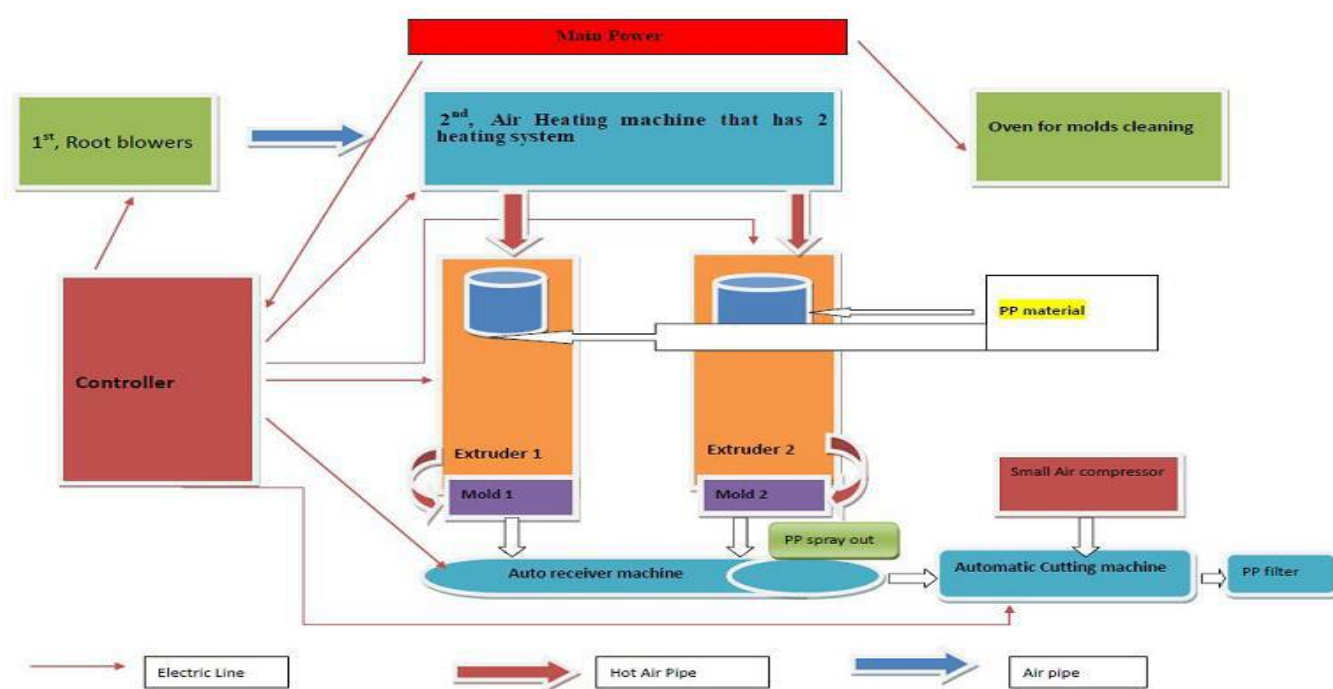 Main Power
1st, Root blowers
2nd, Air Heating machine that has 2
heating system
Oven for molds cleaning
PP material
Controller
Extruder 1
Extruder 2
Mold 1
Mold 2
Small Air compressor
PP spray out
Auto receiver machine
Automatic Cutting machine
PP filter
Electric Line
Hot Air Pipe
Air pipe